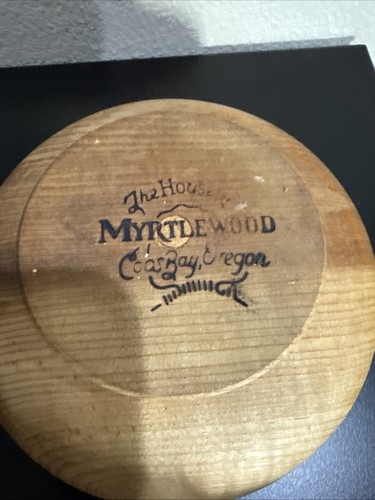 The House of
MYRTLEWOOD
Coos Bay, Oregon